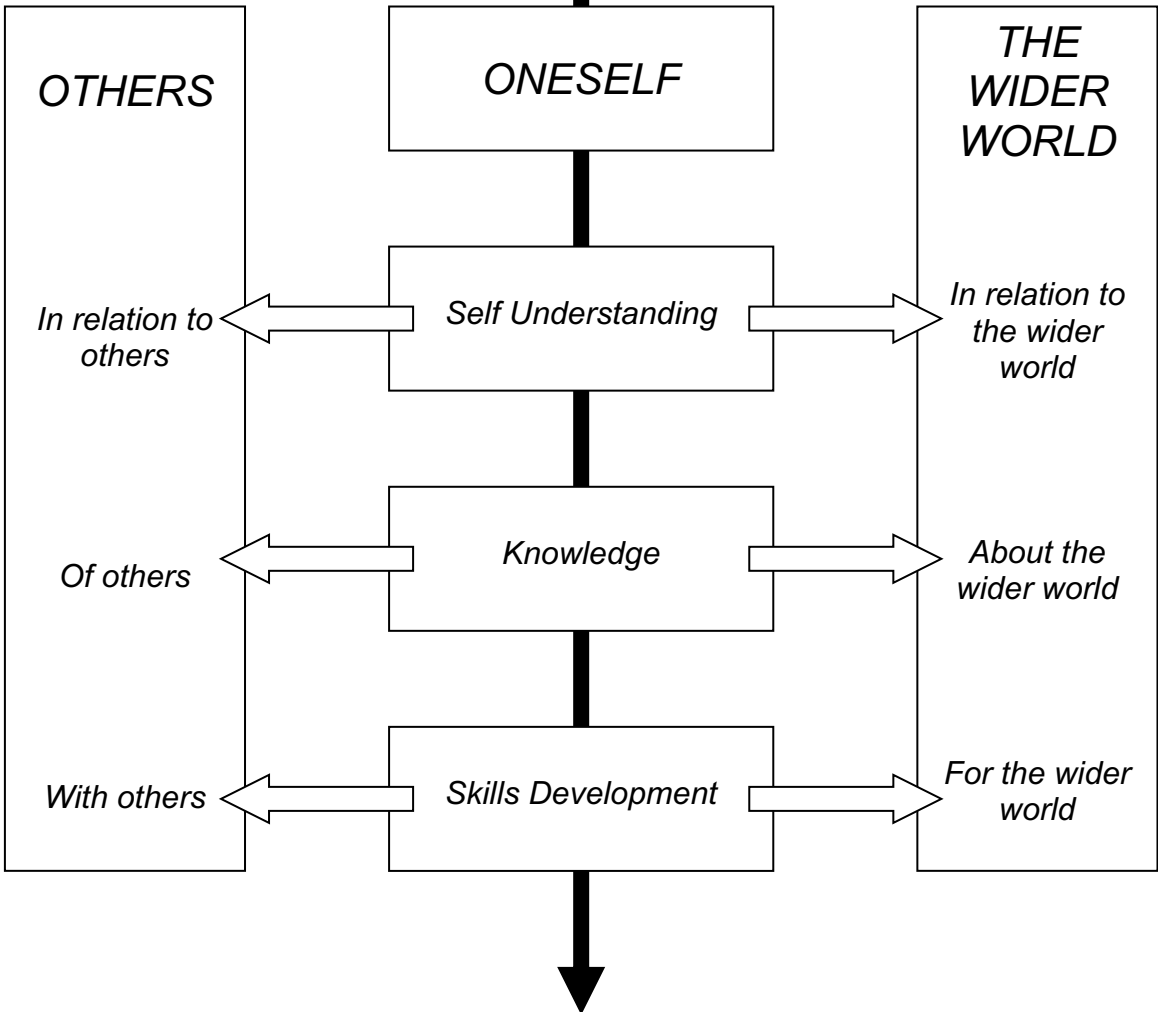 OTHERS
ONESELF
THE
WIDER
WORLD
In relation to
others
Self Understanding
In relation to
the wider
world
Of others
Knowledge
About the
wider world
With others
Skills Development
For the wider
world